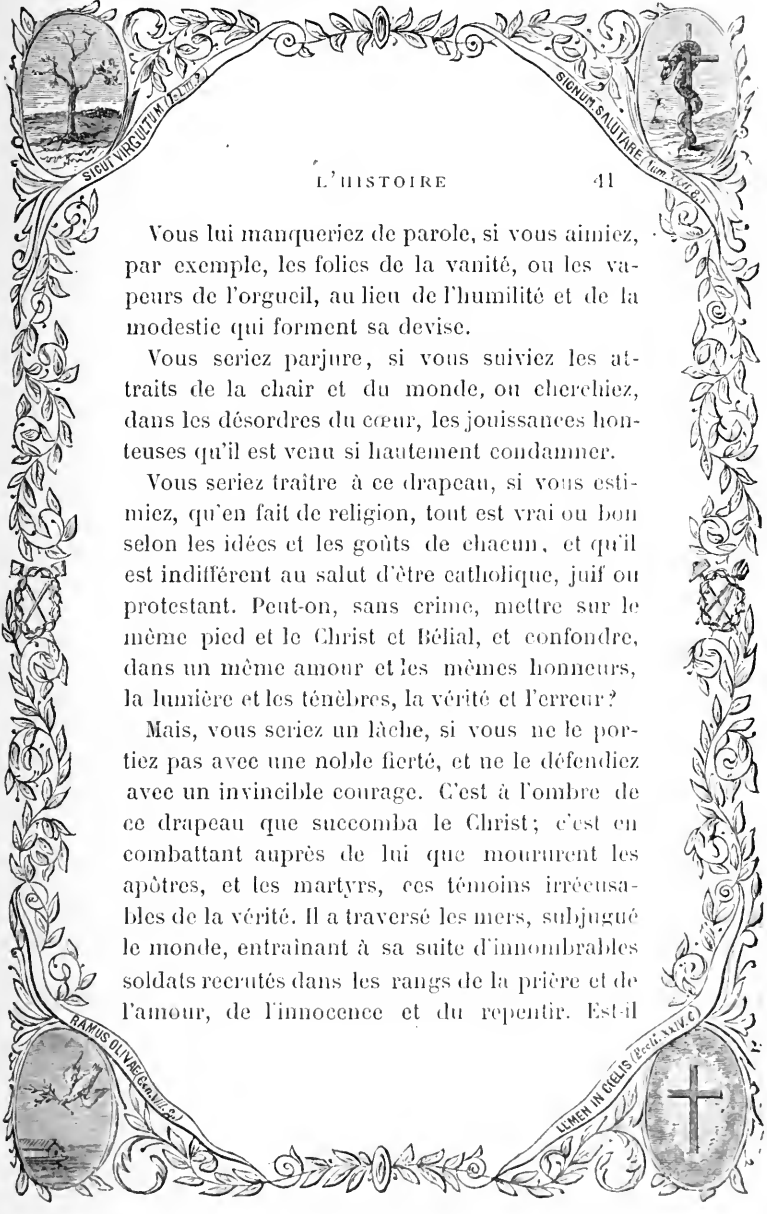 SICUT VIRGULTUM
SIGNUM SALUTARE
L'HISTOIRE 41
Vous lui manqueriez de parole, si vous aimiez,
par exemple, les folies de la vanité, ou les va-
peurs de l'orgueil, au lieu de l'humilité et de la
modestie qui forment sa devise.
Vous seriez parjure, si vous suiviez les at-
traits de la chair et du monde, ou cherchiez,
dans les désordres du cœur, les jouissances hon-
teuses qu'il est venu si hautement condamner.
Vous seriez traître à ce drapeau, si vous esti-
miez, qu'en fait de religion, tout est vrai ou bon
selon les idées et les goûts de chacun, et qu'il
est indifférent au salut d'être catholique, juif ou
protestant. Peut-on, sans crime, mettre sur le
même pied et le Christ et Bélial, et confondre,
dans un même amour et les mêmes honneurs,
la lumière et les ténèbres, la vérité et l'erreur?
Mais, vous seriez un lâche, si vous ne le por-
tiez pas avec une noble fierté, et ne le défendiez
avec un invincible courage. C'est à l'ombre de
ce drapeau que succomba le Christ; c'est en
combattant auprès de lui que moururent les
apôtres, et les martyrs, ces témoins irrécusa-
bles de la vérité. Il a traversé les mers, subjugué
le monde, entraînant à sa suite d'innombrables
soldats recrutés dans les rangs de la prière et de
l'amour, de l'innocence et du repentir. Est-il
RAMUS OLIVAE (Gen. VIII.
LUMEN IN CŒLIS (Eccli. XXIV. 6)